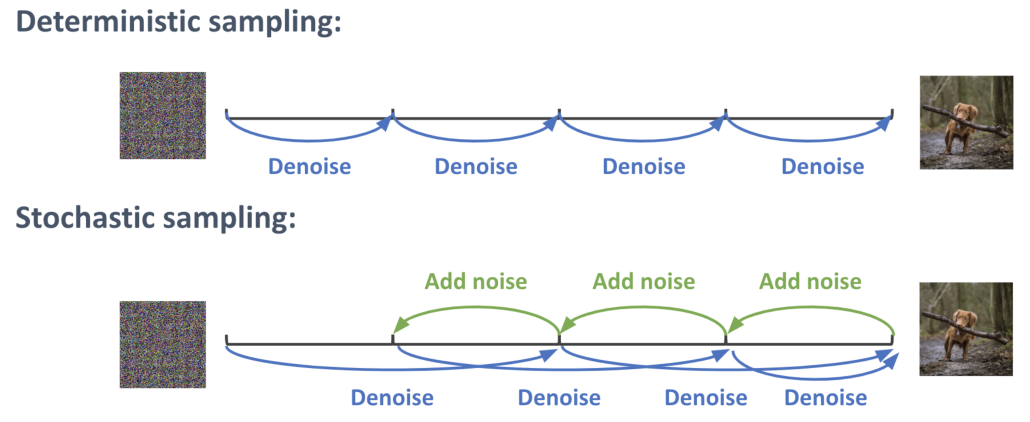 Deterministic sampling:
Denoise Denoise Denoise Denoise
Stochastic sampling:
Add noise Add noise Add noise
Denoise Denoise Denoise Denoise